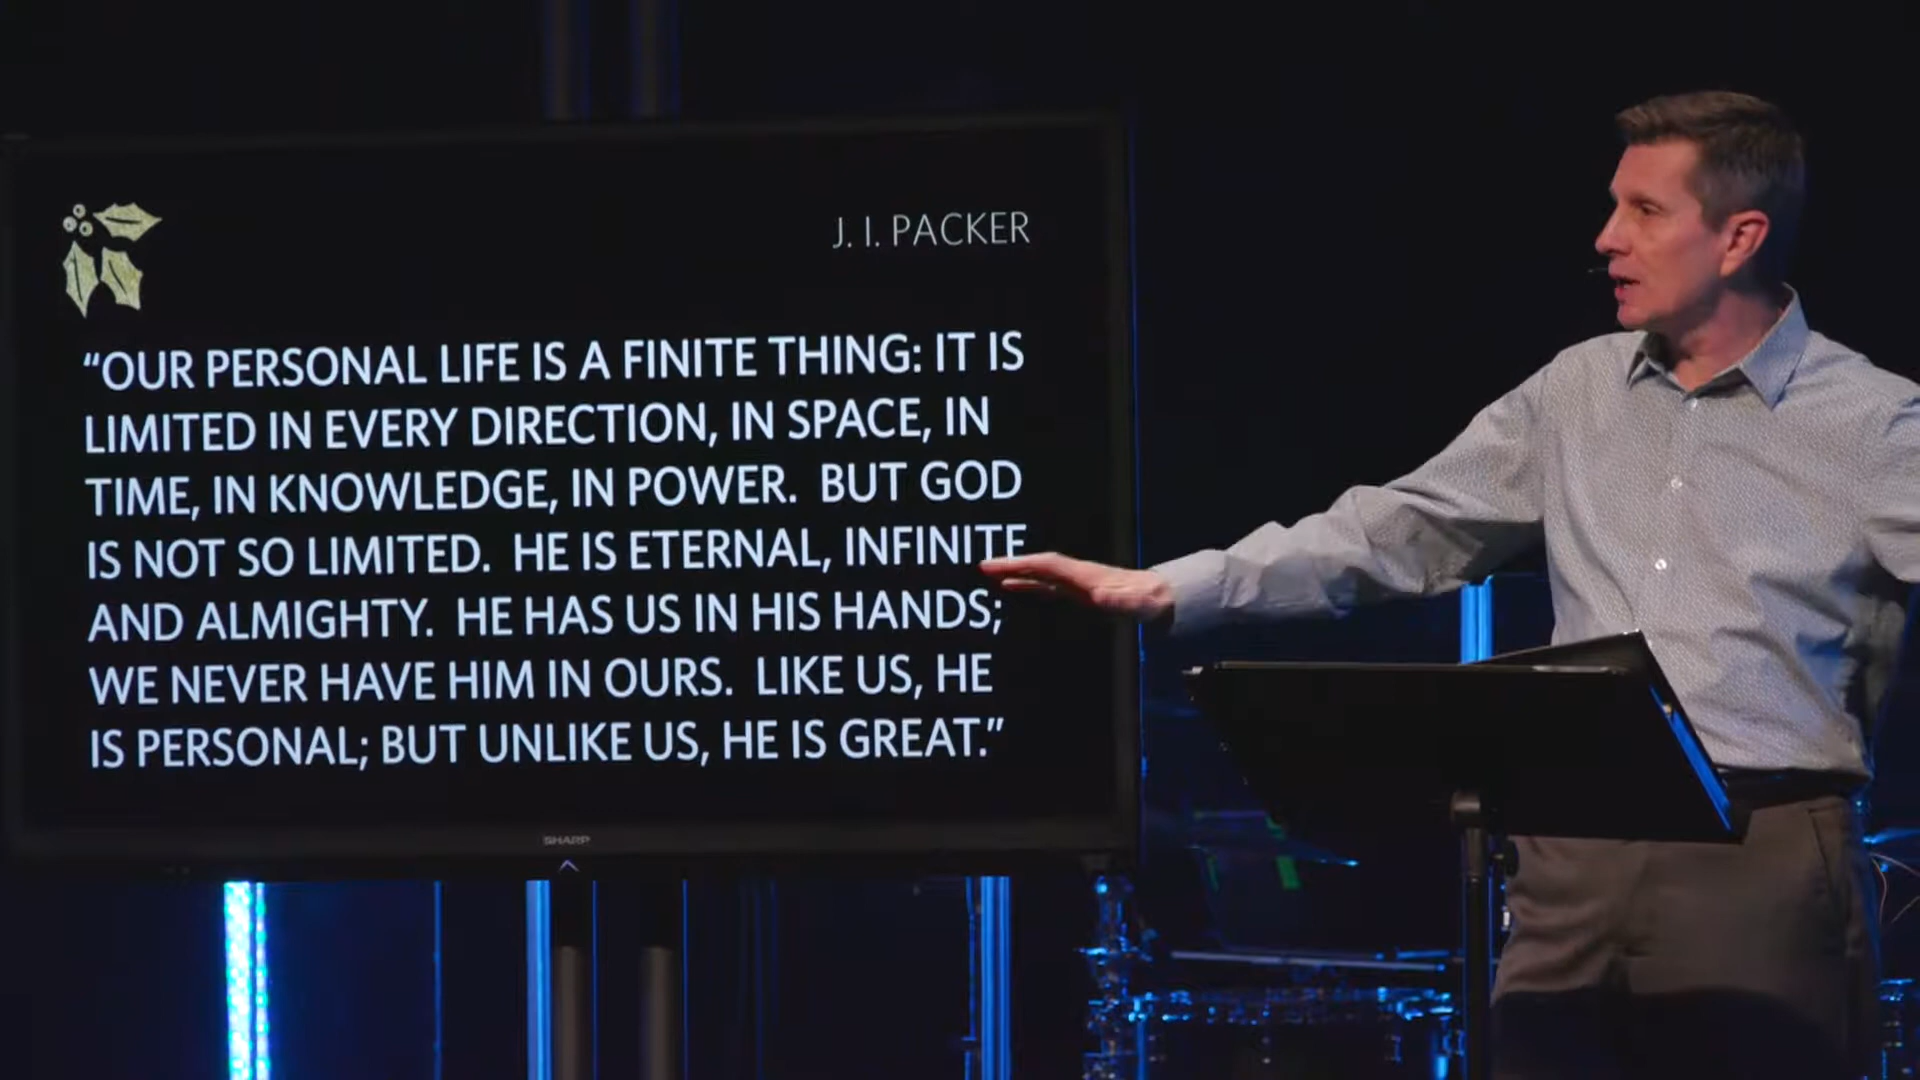 J. I. PACKER
“OUR PERSONAL LIFE IS A FINITE THING: IT IS
LIMITED IN EVERY DIRECTION, IN SPACE, IN
TIME, IN KNOWLEDGE, IN POWER. BUT GOD
IS NOT SO LIMITED. HE IS ETERNAL, INFINITE
AND ALMIGHTY. HE HAS US IN HIS HANDS;
WE NEVER HAVE HIM IN OURS. LIKE US, HE
IS PERSONAL; BUT UNLIKE US, HE IS GREAT.”
SHARP